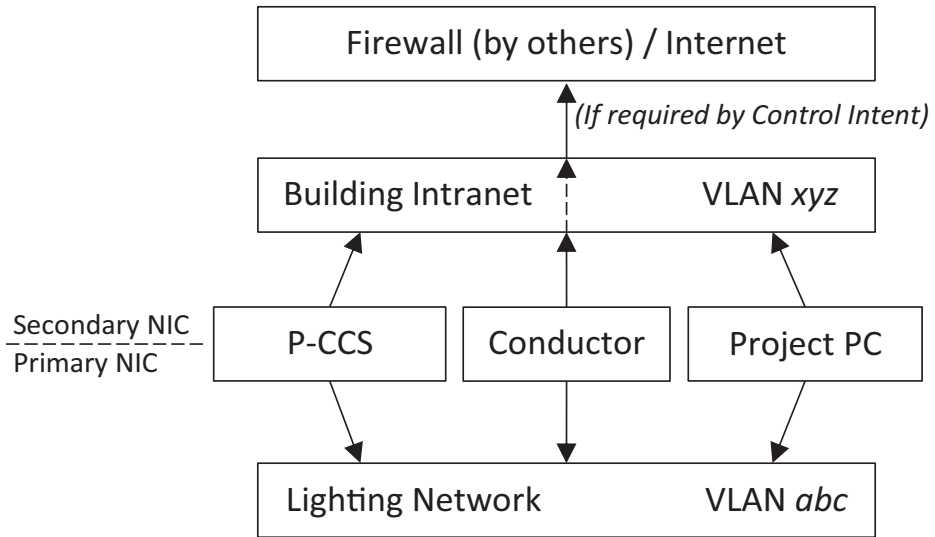 Firewall (by others) / Internet
(If required by Control Intent)
Building Intranet VLAN xyz
Secondary NIC
Primary NIC
P-CCS Conductor Project PC
Lighting Network VLAN abc